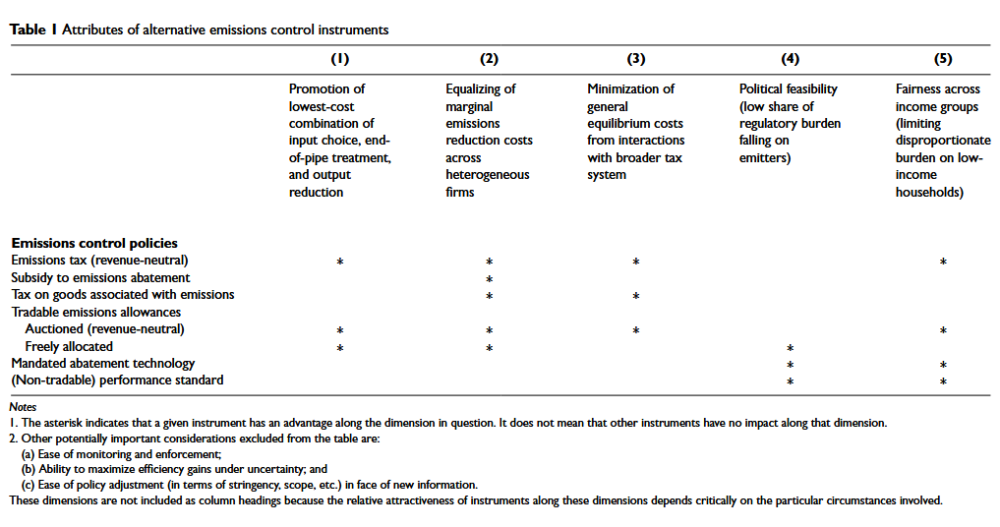 Table 1 Attributes of alternative emissions control instruments
(1) (2) (3) (4) (5)
Promotion of Equalizing of Minimization of Political feasibility Fairness across
lowest-cost marginal general (low share of income groups
combination of emissions equilibrium costs regulatory burden (limiting
input choice, end- reduction costs from interactions falling on disproportionate
of-pipe treatment, across with broader tax emitters) burden on low-
and output heterogeneous system income
reduction firms households)
Emissions control policies
Emissions tax (revenue-neutral) * * * *
Subsidy to emissions abatement *
Tax on goods associated with emissions * *
Tradable emissions allowances
Auctioned (revenue-neutral) * * * *
Freely allocated * * *
Mandated abatement technology * *
(Non-tradable) performance standard * *
Notes
1. The asterisk indicates that a given instrument has an advantage along the dimension in question. It does not mean that other instruments have no impact along that dimension.
2. Other potentially important considerations excluded from the table are:
(a) Ease of monitoring and enforcement;
(b) Ability to maximize efficiency gains under uncertainty; and
(c) Ease of policy adjustment (in terms of stringency, scope, etc.) in face of new information.
These dimensions are not included as column headings because the relative attractiveness of instruments along these dimensions depends critically on the particular circumstances involved.